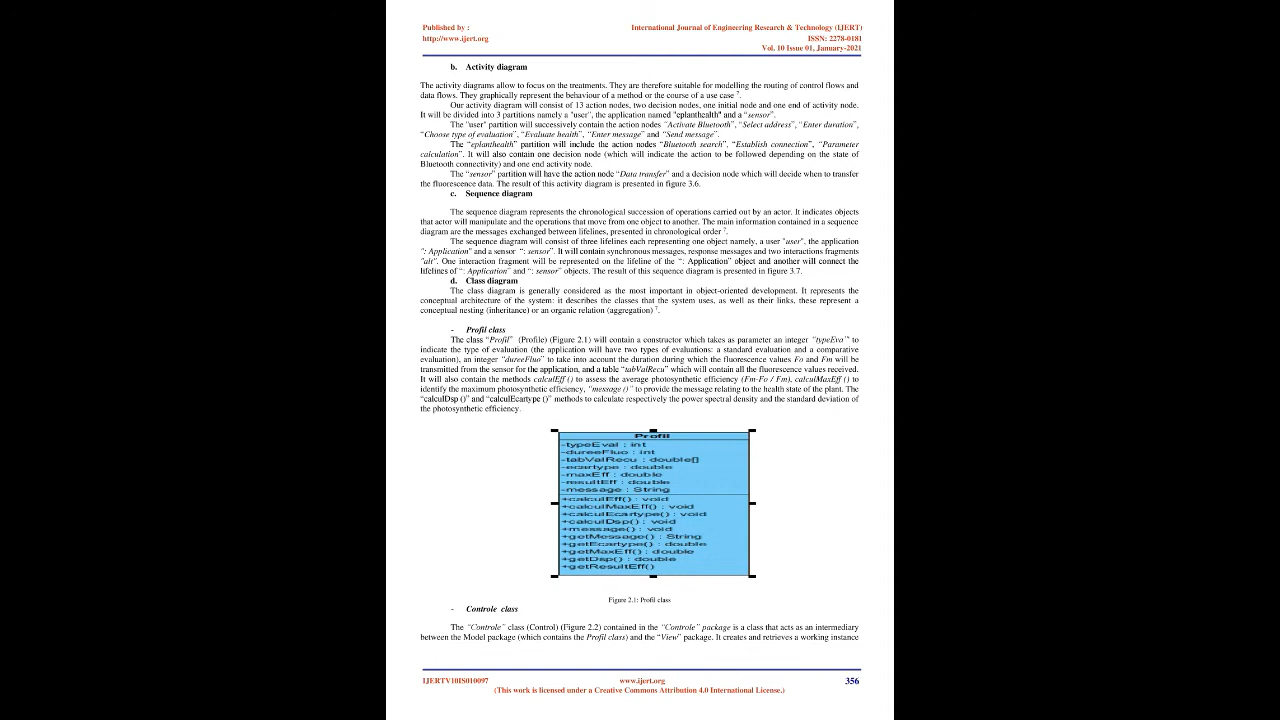 Published by :
International Journal of Engineering Research & Technology (IJERT)
http://www.ijert.org
ISSN: 2278-0181
Vol. 10 Issue 01, January-2021
b. Activity diagram
The activity diagrams allow to focus on the treatments. They are therefore suitable for modelling the routing of control flows and
data flows. They graphically represent the behaviour of a method or the course of a use case 7.
Our activity diagram will consist of 13 action nodes, two decision nodes, one initial node and one end of activity node.
It will be divided into 3 partitions namely a "user", the application named "eplanthealth" and a “sensor”.
The "user" partition will successively contain the action nodes “Activate Bluetooth”, “Select address”, “Enter duration”,
“Choose type of evaluation”, “Evaluate health”, “Enter message” and “Send message”.
The “eplanthealth” partition will include the action nodes “Bluetooth search”, “Establish connection”, “Parameter
calculation”. It will also contain one decision node (which will indicate the action to be followed depending on the state of
Bluetooth connectivity) and one end activity node.
The “sensor” partition will have the action node “Data transfer” and a decision node which will decide when to transfer
the fluorescence data. The result of this activity diagram is presented in figure 3.6.
c. Sequence diagram
The sequence diagram represents the chronological succession of operations carried out by an actor. It indicates objects
that actor will manipulate and the operations that move from one object to another. The main information contained in a sequence
diagram are the messages exchanged between lifelines, presented in chronological order 7.
The sequence diagram will consist of three lifelines each representing one object namely, a user "user", the application
": Application" and a sensor “: sensor”. It will contain synchronous messages, response messages and two interactions fragments
"alt". One interaction fragment will be represented on the lifeline of the “: Application” object and another will connect the
lifelines of “: Application” and “: sensor” objects. The result of this sequence diagram is presented in figure 3.7.
d. Class diagram
The class diagram is generally considered as the most important in object-oriented development. It represents the
conceptual architecture of the system: it describes the classes that the system uses, as well as their links, these represent a
conceptual nesting (inheritance) or an organic relation (aggregation) 7.
- Profil class
The class “Profil” (Profile) (Figure 2.1) will contain a constructor which takes as parameter an integer “typeEva” to
indicate the type of evaluation (the application will have two types of evaluations: a standard evaluation and a comparative
evaluation), an integer “dureeFluo” to take into account the duration during which the fluorescence values Fo and Fm will be
transmitted from the sensor for the application, and a table “tabValRecu” which will contain all the fluorescence values received.
It will also contain the methods calculEff () to assess the average photosynthetic efficiency (Fm-Fo / Fm), calculMaxEff () to
identify the maximum photosynthetic efficiency, “message ()” to provide the message relating to the health state of the plant. The
“calculDsp ()” and “calculEcartype ()” methods to calculate respectively the power spectral density and the standard deviation of
the photosynthetic efficiency.
Profil
-typeEval : int
-dureeFluo : int
-tabValRecu : double[]
-ecartype : double
-maxEff : double
-resultEff : double
-message : String
+calculEff() : void
+calculMaxEff() : void
+calculEcartype() : void
+calculDsp() : void
+message() : void
+getMessage() : String
+getEcartype() : double
+getMaxEff() : double
+getDsp() : double
+getResultEff()
Figure 2.1: Profil class
- Controle class
The “Controle” class (Control) (Figure 2.2) contained in the “Controle” package is a class that acts as an intermediary
between the Model package (which contains the Profil class) and the “View” package. It creates and retrieves a working instance
IJERTV10IS010097
www.ijert.org
356
(This work is licensed under a Creative Commons Attribution 4.0 International License.)